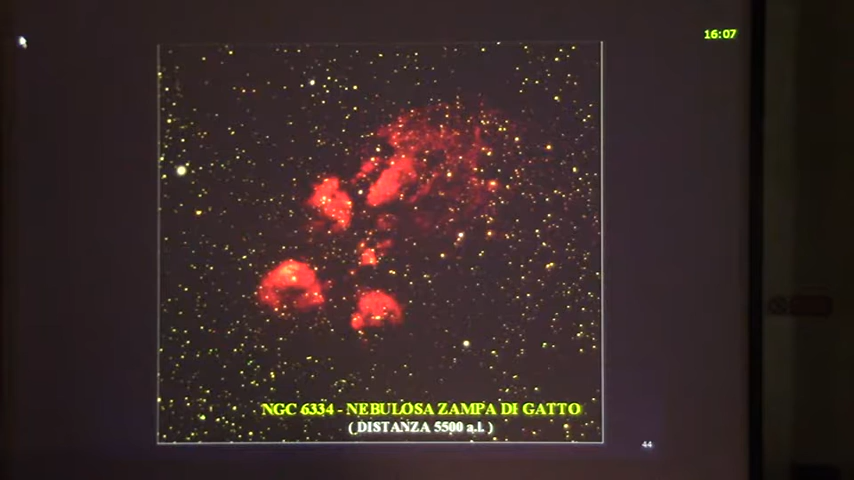 16:07
NGC 6334 - NEBULOSA ZAMPA DI GATTO
( DISTANZA 5500 a.l. )
44